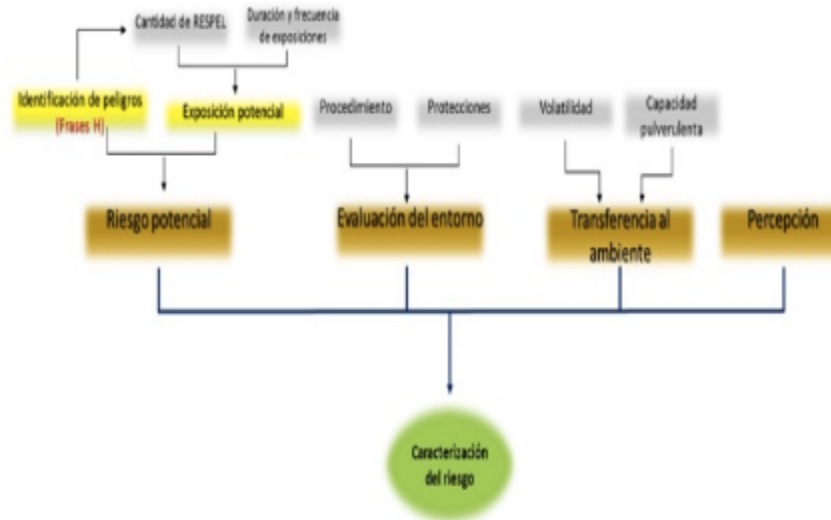 Cantidad de RESPEL
Duración y frecuencia
de exposiciones
Identificación de peligros
(Frases H)
Exposición potencial
Procedimiento
Protecciones
Volatilidad
Capacidad
pulverulenta
Riesgo potencial
Evaluación del entorno
Transferencia al
ambiente
Percepción
Caracterización
del riesgo